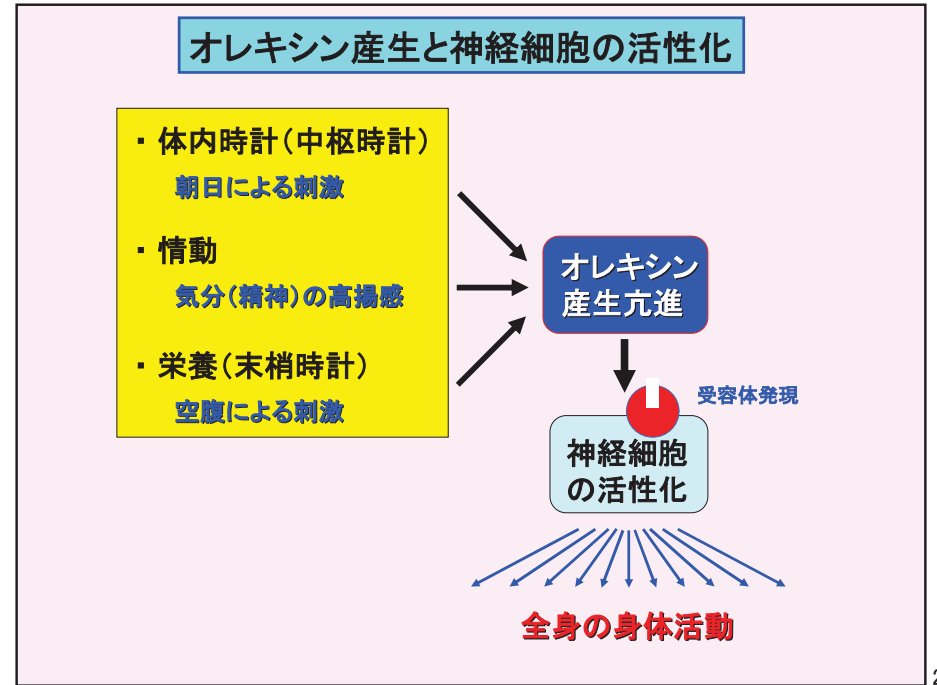 オレキシン産生と神経細胞の活性化
・ 体内時計（中枢時計）
朝日による刺激
・ 情動
気分（精神）の高揚感
・ 栄養（末梢時計）
空腹による刺激
オレキシン
産生亢進
受容体発現
神経細胞
の活性化
全身の身体活動